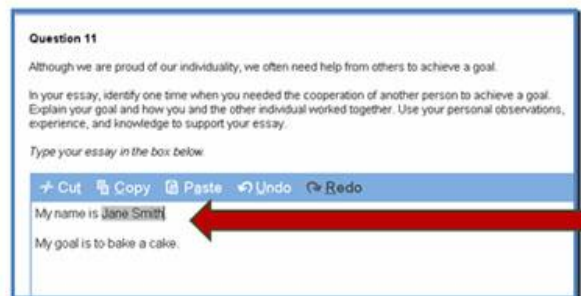 Question 11
Although we are proud of our individuality, we often need help from others to achieve a goal.
In your essay, identify one time when you needed the cooperation of another person to achieve a goal.
Explain your goal and how you and the other individual worked together. Use your personal observations,
experience, and knowledge to support your essay.
Type your essay in the box below.
Cut Copy Paste Undo Redo
My name is Jane Smith
My goal is to bake a cake.